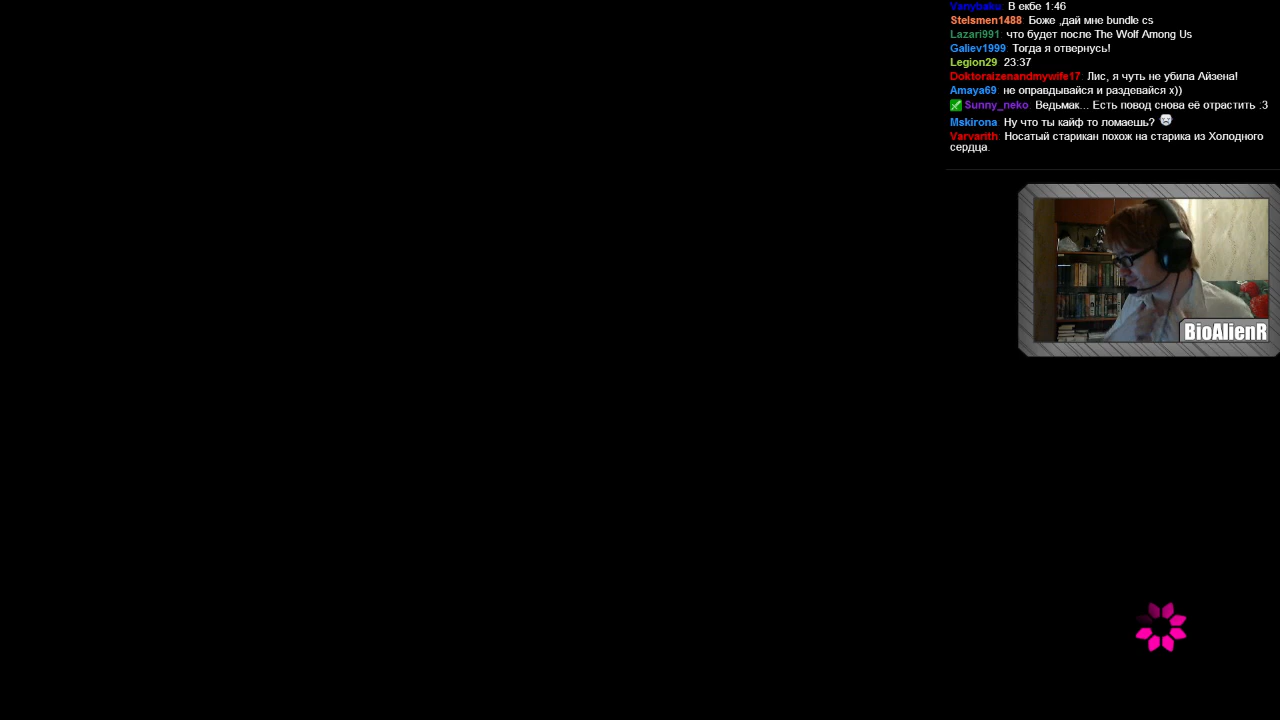 Vanybaku: В екбе 1:46
Stelsmen1488: Боже ,дай мне bundle cs
Lazari991: что будет после The Wolf Among Us
Galiev1999: Тогда я отвернусь!
Legion29: 23:37
Doktoraizenandmywife17: Лис, я чуть не убила Айзена!
Amaya69: не оправдывайся и раздевайся x))
Sunny_neko: Ведьмак... Есть повод снова её отрастить :3
Mskirona: Ну что ты кайф то ломаешь?
Varvarith: Носатый старикан похож на старика из Холодного
сердца.
BioAlienR